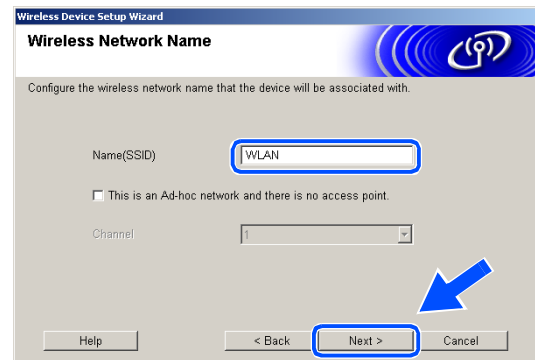 Wireless Device Setup Wizard
Wireless Network Name
Configure the wireless network name that the device will be associated with.
Name(SSID) WLAN
This is an Ad-hoc network and there is no access point.
Channel 1
Help < Back Next > Cancel